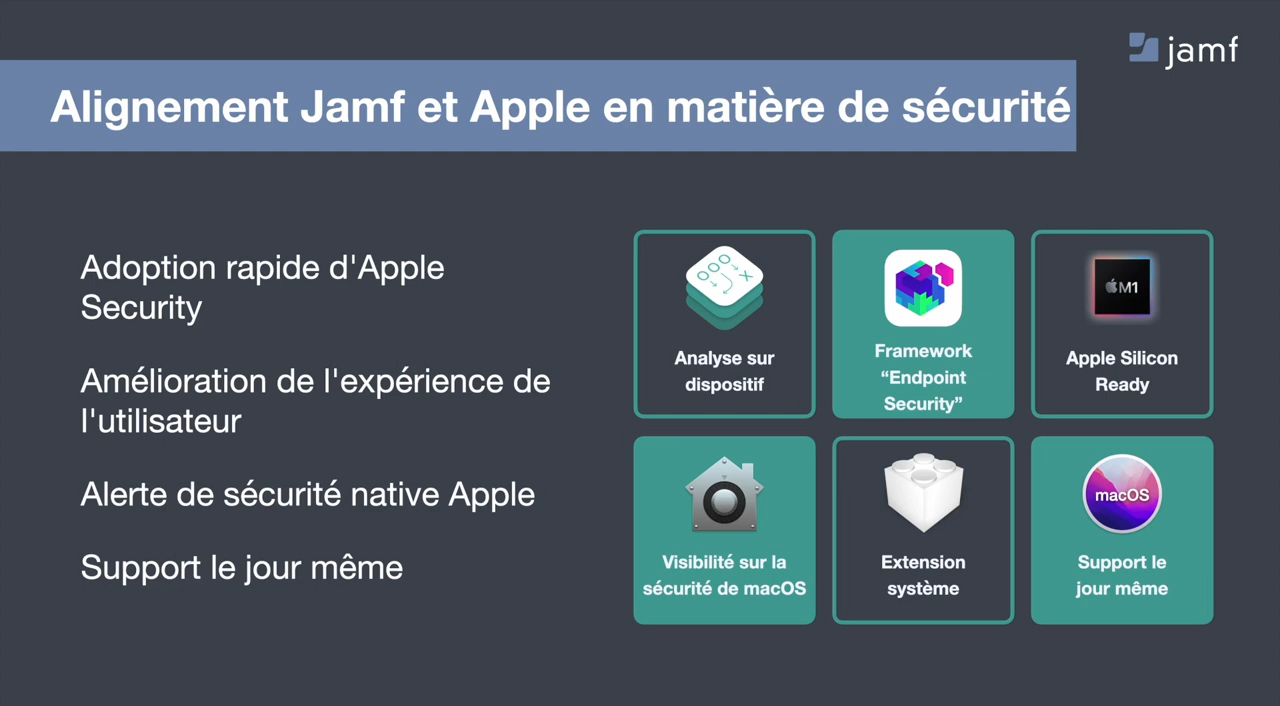 jamf
Alignement Jamf et Apple en matière de sécurité
Adoption rapide d'Apple
Security
Amélioration de l'expérience de
l'utilisateur
Alerte de sécurité native Apple
Support le jour même
Analyse sur
dispositif
Framework
“Endpoint
Security”
M1
Apple Silicon
Ready
Visibilité sur la
sécurité de macOS
Extension
système
macOS
Support le
jour même